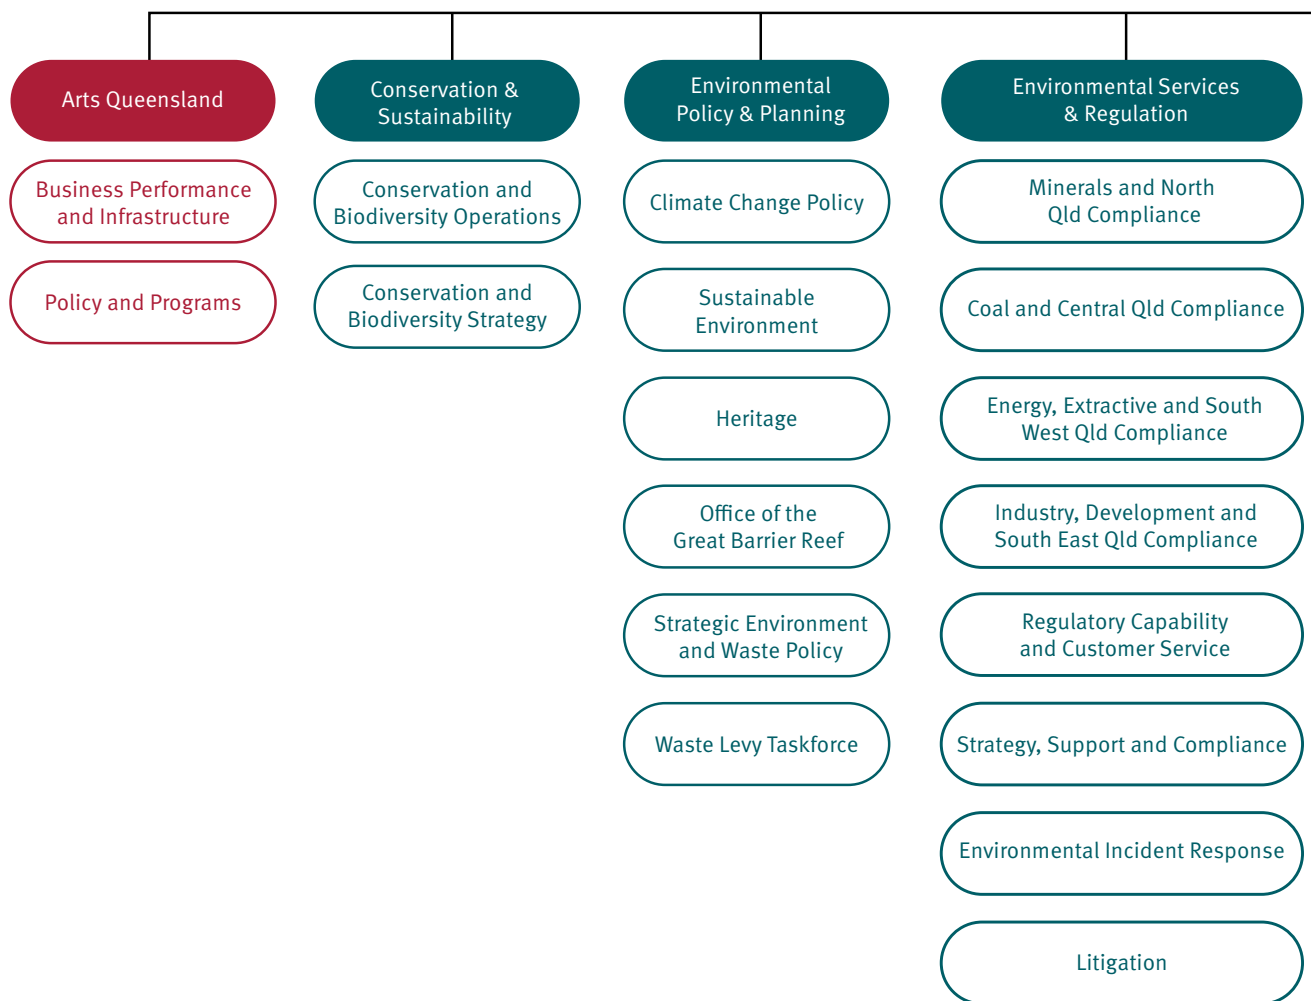 Arts Queensland
Business Performance
and Infrastructure
Policy and Programs
Conservation &
Sustainability
Conservation and
Biodiversity Operations
Conservation and
Biodiversity Strategy
Environmental
Policy & Planning
Climate Change Policy
Sustainable
Environment
Heritage
Office of the
Great Barrier Reef
Strategic Environment
and Waste Policy
Waste Levy Taskforce
Environmental Services
& Regulation
Minerals and North
Qld Compliance
Coal and Central Qld Compliance
Energy, Extractive and South
West Qld Compliance
Industry, Development and
South East Qld Compliance
Regulatory Capability
and Customer Service
Strategy, Support and Compliance
Environmental Incident Response
Litigation